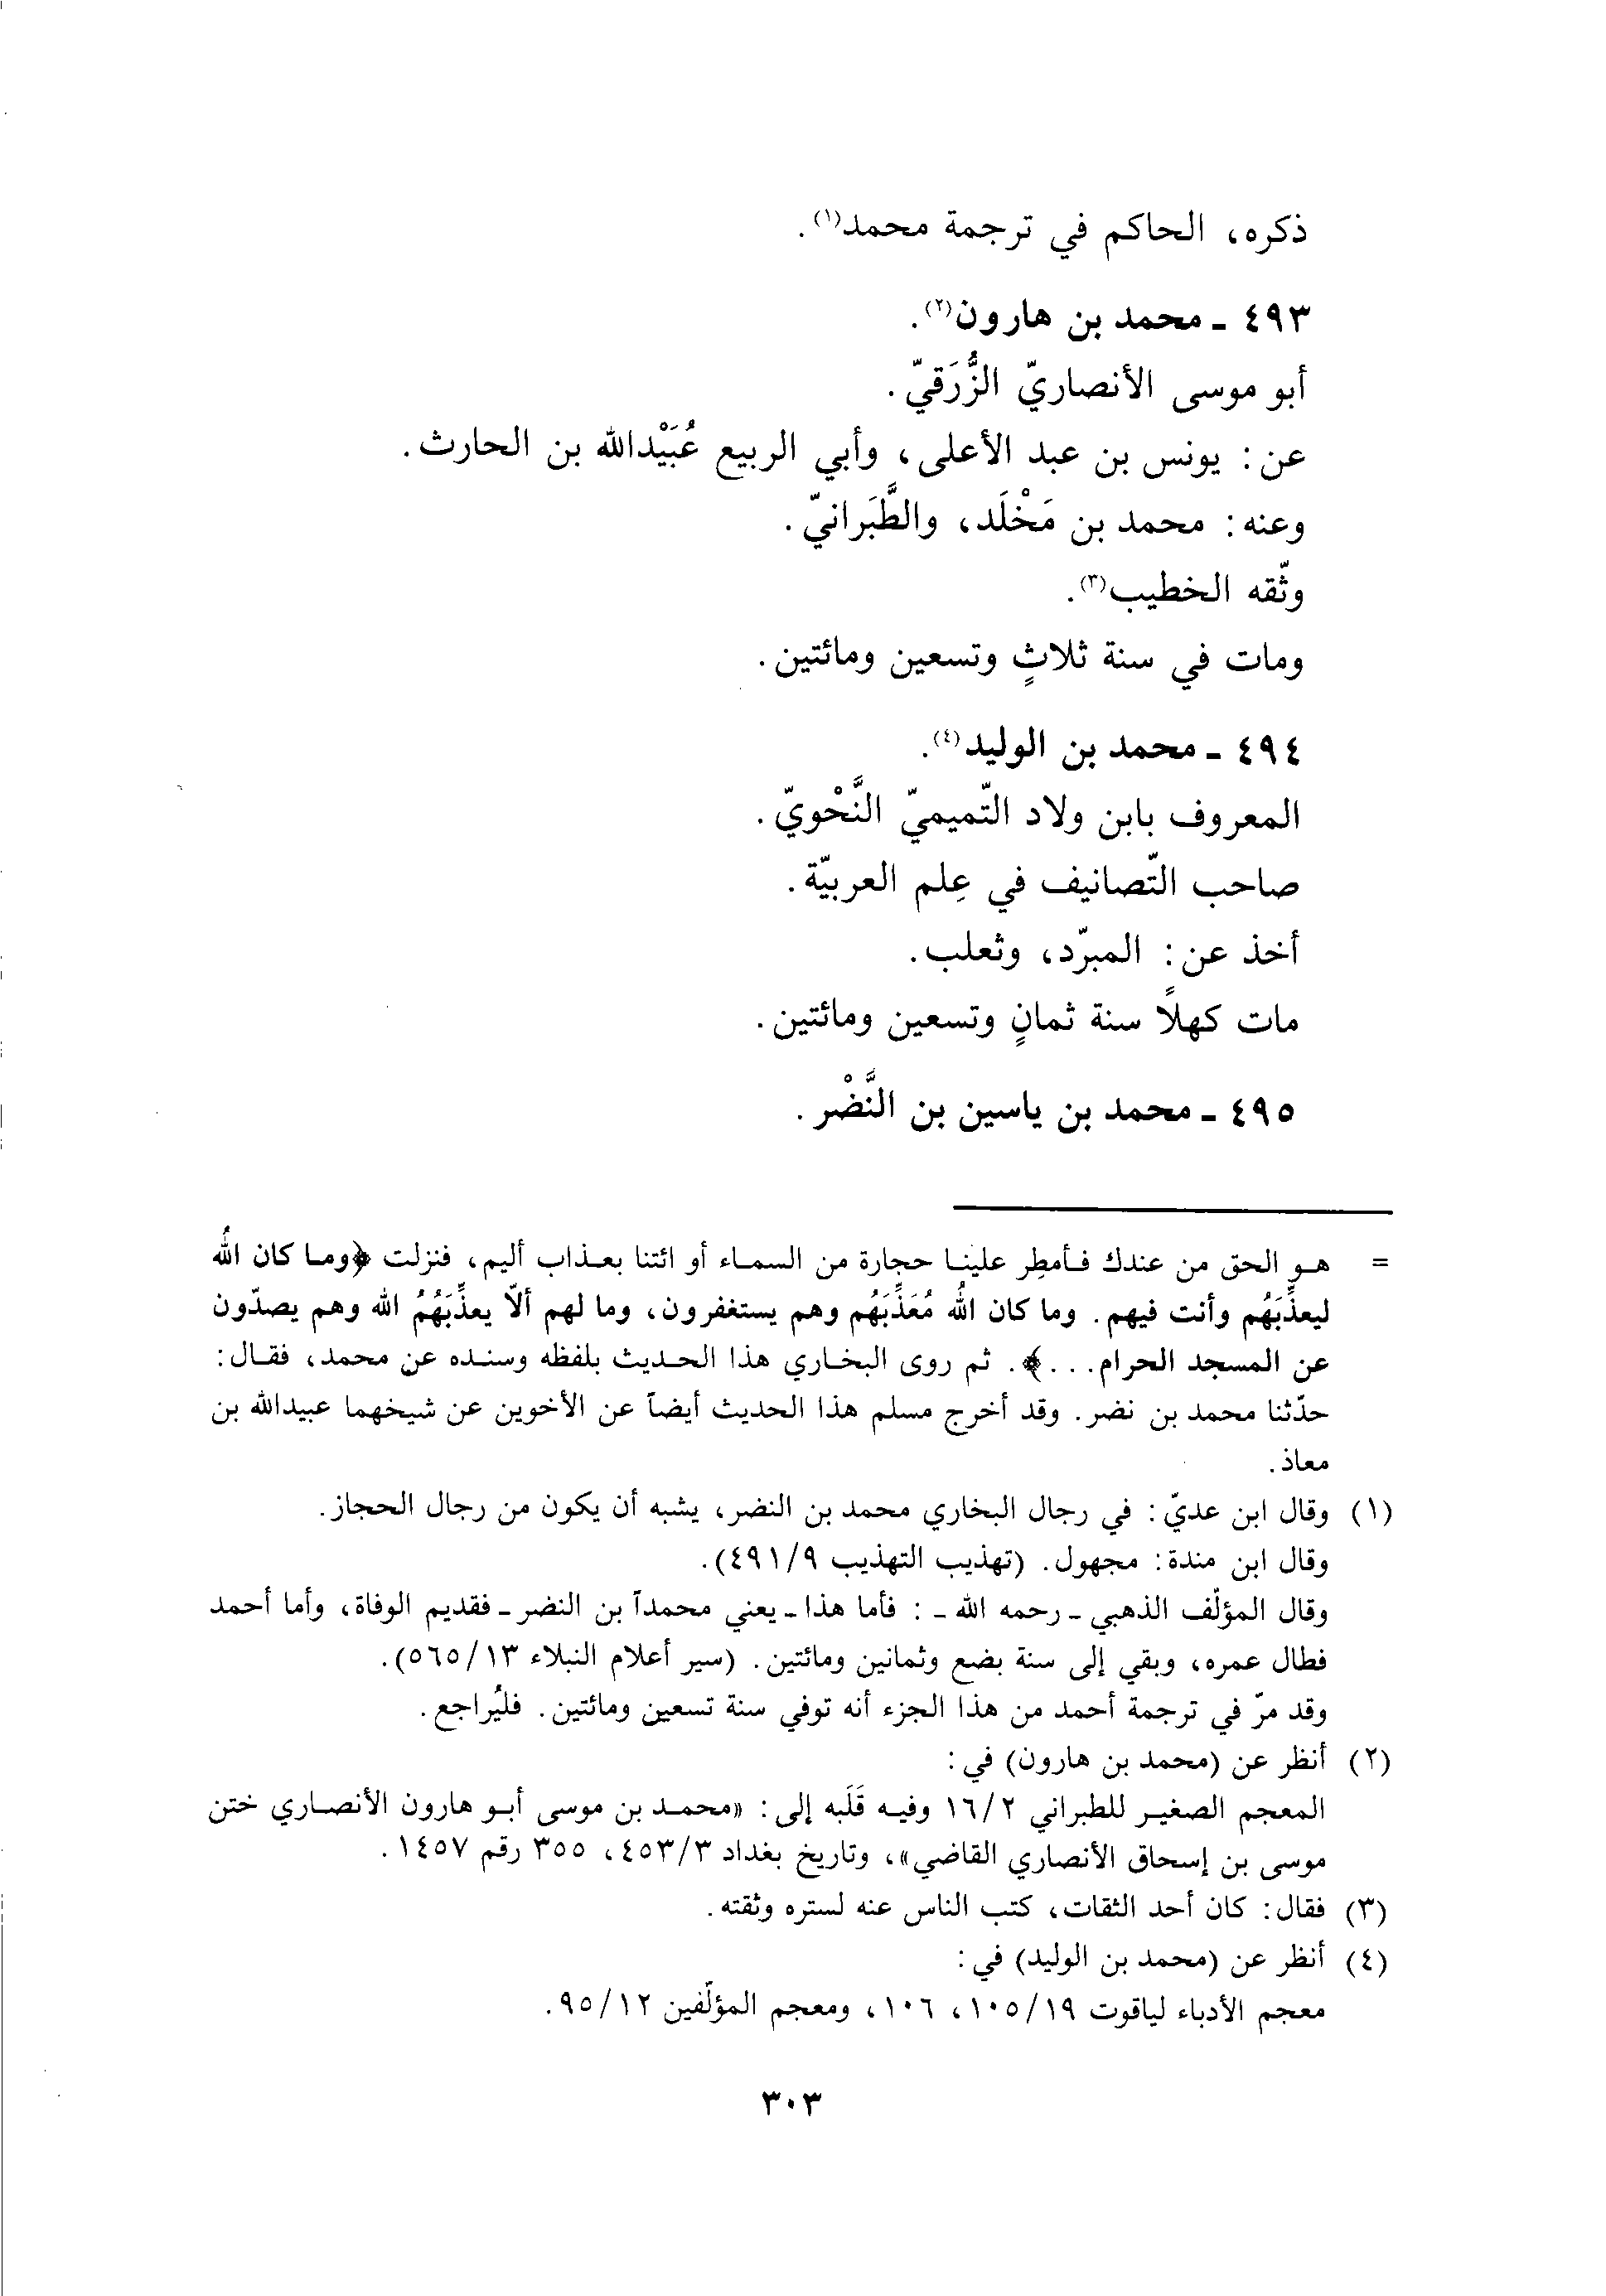 ذكره، الحاكم في ترجمة محمد(١).
٤٩٣ ـ محمد بن هارون(٢).
أبو موسى الأنصاريّ الزُّرَقيّ.
عن: يونس بن عبد الأعلى، وأبي الربيع عُبَيْدالله بن الحارث.
وعنه: محمد بن مَخْلَد، والطَّبَرانيّ.
وثّقه الخطيب(٣).
ومات في سنة ثلاثٍ وتسعين ومائتين.
٤٩٤ ـ محمد بن الوليد(٤).
المعروف بابن ولاد التّميميّ النَّحْويّ.
صاحب التّصانيف في عِلم العربيّة.
أخذ عن: المبرّد، وثعلب.
مات كهلاً سنة ثمانٍ وتسعين ومائتين.
٤٩٥ ـ محمد بن ياسين بن النَّضْر.
= هو الحق من عندك فأمطِر علينا حجارة من السماء أو ائتنا بعذاب أليم، فنزلت ﴿وما كان اللهُ
ليعذِّبَهُم وأنت فيهم. وما كان اللهُ مُعَذِّبَهُم وهم يستغفرون، وما لهم ألاّ يعذِّبَهُمُ الله وهم يصدّون
عن المسجد الحرام...﴾. ثم روى البخاري هذا الحديث بلفظه وسنده عن محمد، فقال:
حدّثنا محمد بن نضر. وقد أخرج مسلم هذا الحديث أيضاً عن الأخوين عن شيخهما عبيدالله بن
معاذ.
(١) وقال ابن عديّ: في رجال البخاري محمد بن النضر، يشبه أن يكون من رجال الحجاز.
وقال ابن مندة: مجهول. (تهذيب التهذيب ٤٩١/٩).
وقال المؤلّف الذهبي ـ رحمه الله ـ: فأما هذا ـ يعني محمداً بن النضر ـ فقديم الوفاة، وأما أحمد
فطال عمره، وبقي إلى سنة بضع وثمانين ومائتين. (سير أعلام النبلاء ٥٦٥/١٣).
وقد مرّ في ترجمة أحمد من هذا الجزء أنه توفي سنة تسعين ومائتين. فليُراجع.
(٢) أنظر عن (محمد بن هارون) في:
المعجم الصغير للطبراني ١٦/٢ وفيه قَلَبه إلى: «محمد بن موسى أبو هارون الأنصاري ختن
موسى بن إسحاق الأنصاري القاضي»، وتاريخ بغداد ٤٥٣/٣، ٣٥٥ رقم ١٤٥٧.
(٣) فقال: كان أحد الثقات، كتب الناس عنه لستره وثقته.
(٤) أنظر عن (محمد بن الوليد) في:
معجم الأدباء لياقوت ١٠٥/١٩، ١٠٦، ومعجم المؤلّفين ٩٥/١٢.
٣٠٣